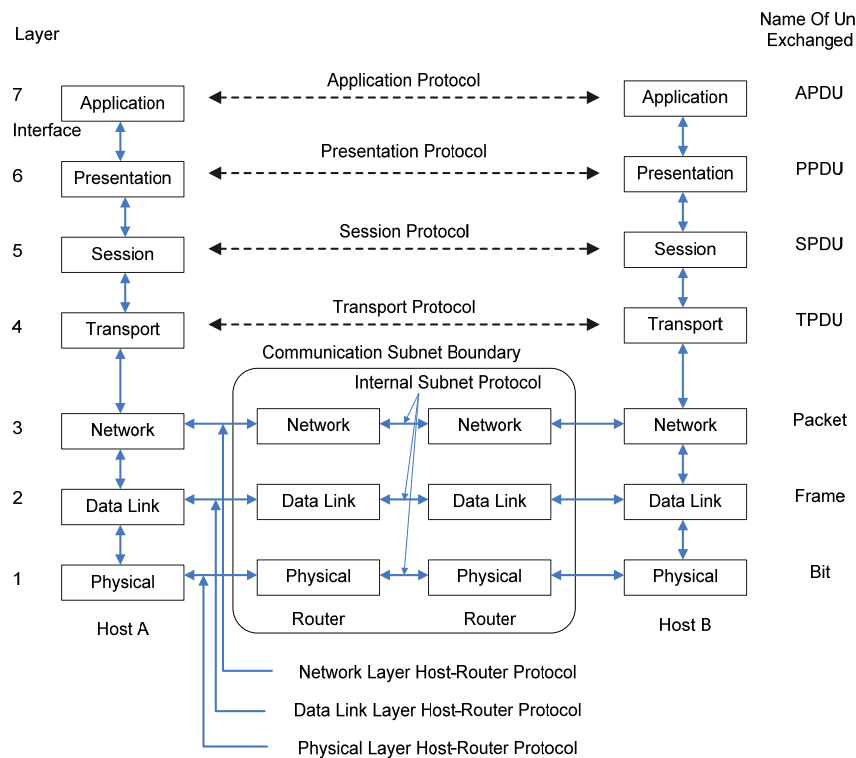 Layer
Name Of Un
Exchanged
7
Application
Application Protocol
Application
APDU
Interface
6
Presentation
Presentation Protocol
Presentation
PPDU
5
Session
Session Protocol
Session
SPDU
4
Transport
Transport Protocol
Transport
TPDU
Communication Subnet Boundary
Internal Subnet Protocol
3
Network
Network
Network
Network
Packet
2
Data Link
Data Link
Data Link
Data Link
Frame
1
Physical
Physical
Physical
Physical
Bit
Host A
Router
Router
Host B
Network Layer Host-Router Protocol
Data Link Layer Host-Router Protocol
Physical Layer Host-Router Protocol